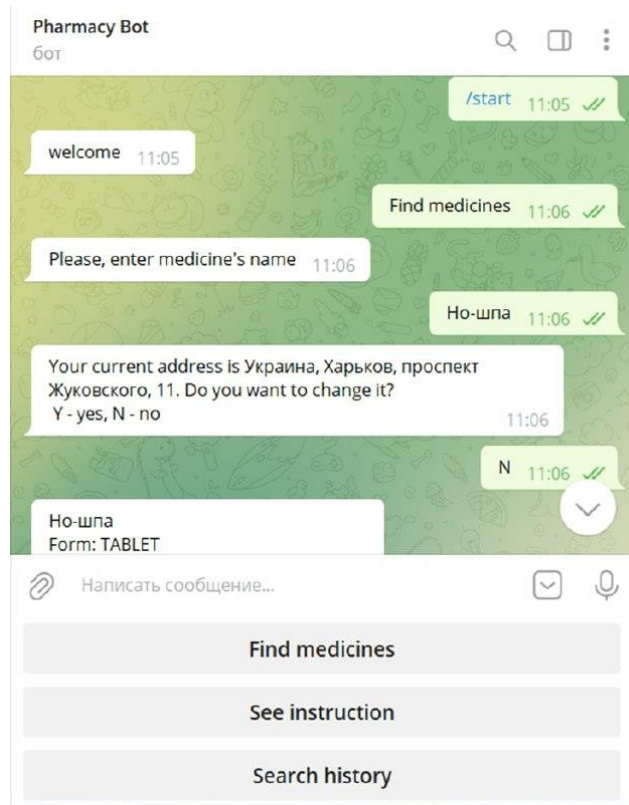 Pharmacy Bot
бот
/start 11:05
welcome 11:05
Find medicines 11:06
Please, enter medicine's name 11:06
Но-шпа 11:06
Your current address is Украина, Харьков, проспект
Жуковского, 11. Do you want to change it?
Y - yes, N - no
11:06
N 11:06
Но-шпа
Form: TABLET
Написать сообщение...
Find medicines
See instruction
Search history